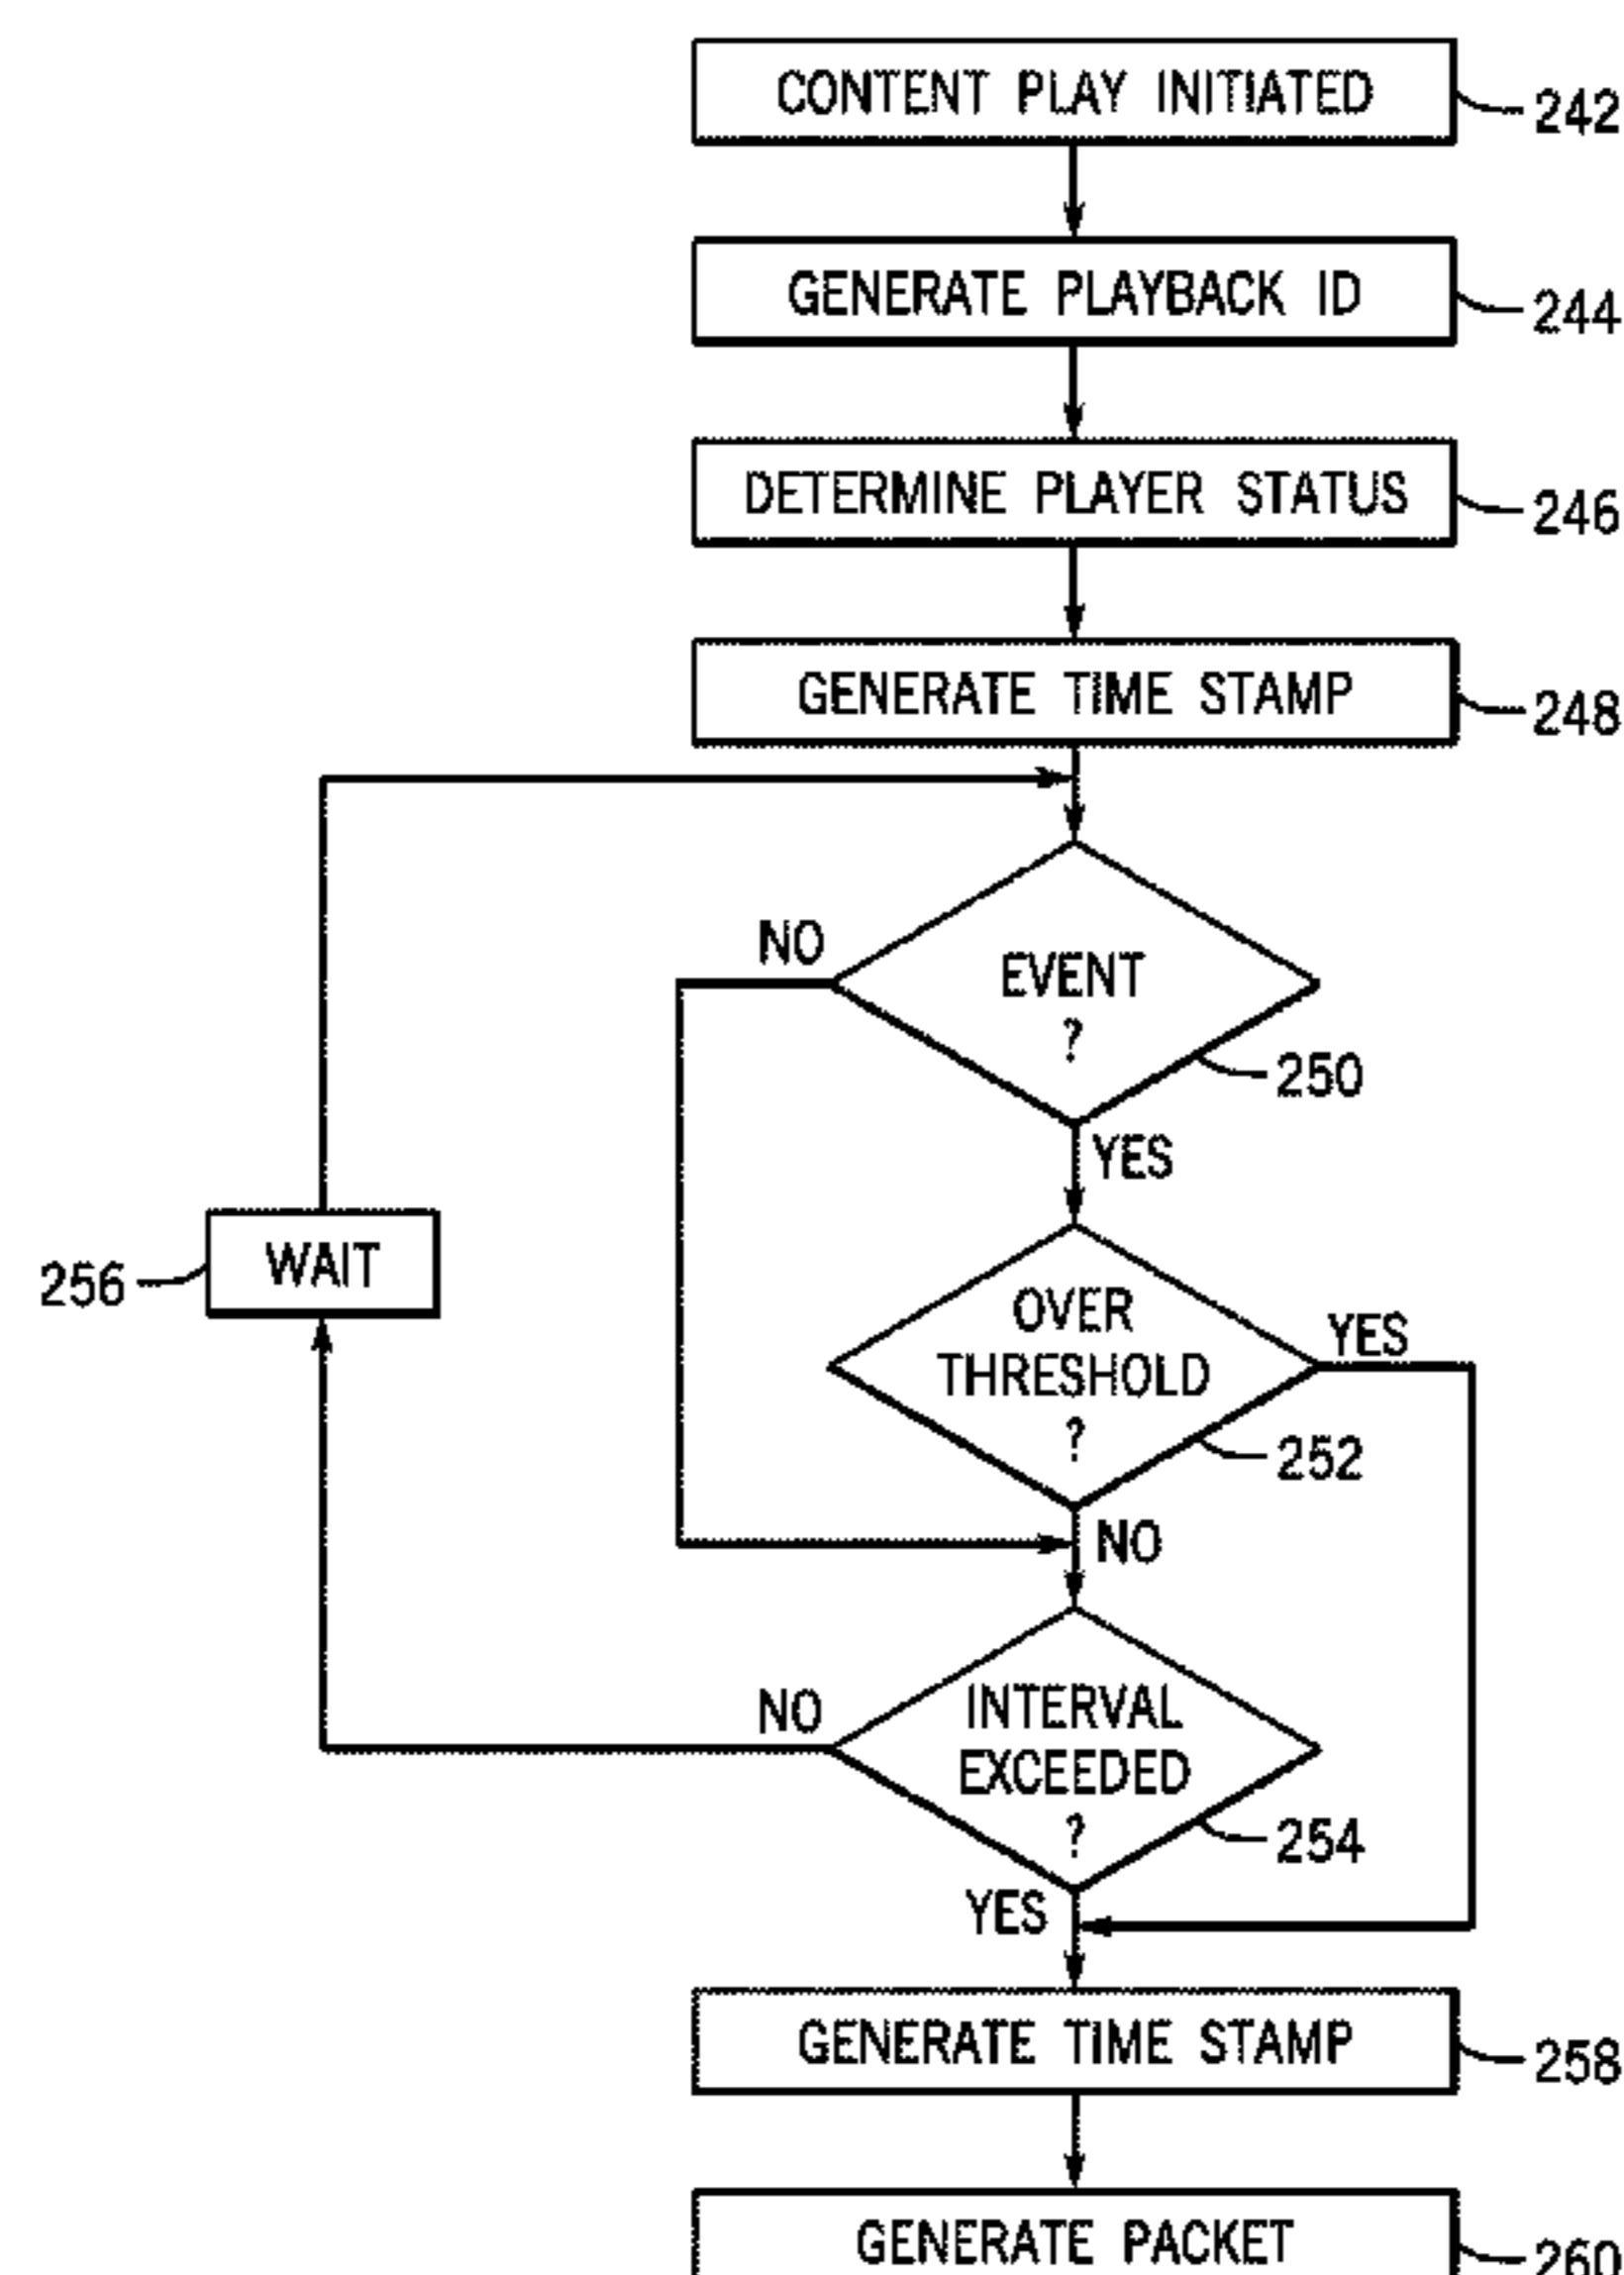 CONTENT PLAY INITIATED
242
GENERATE PLAYBACK ID
244
DETERMINE PLAYER STATUS
246
GENERATE TIME STAMP
248
NO
EVENT
?
250
YES
256
WAIT
OVER
THRESHOLD
?
YES
252
NO
NO
INTERVAL
EXCEEDED
?
254
YES
GENERATE TIME STAMP
258
GENERATE PACKET
260